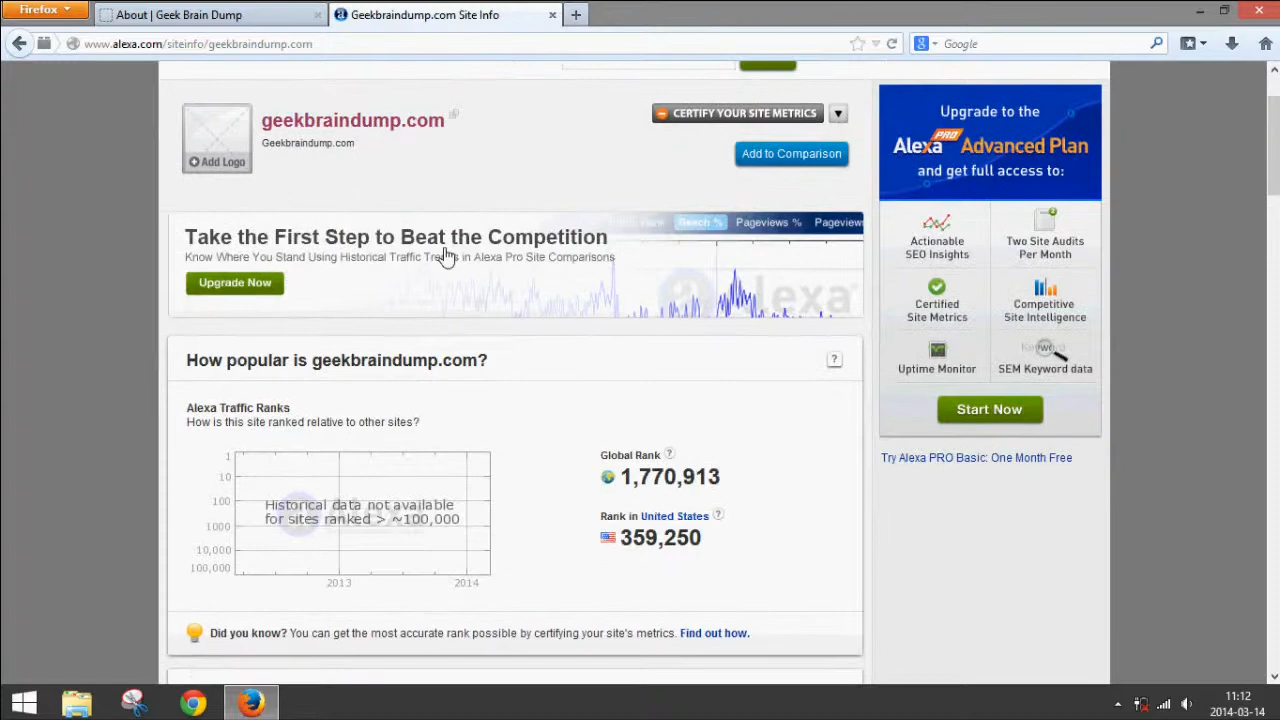 Firefox
About | Geek Brain Dump
Geekbraindump.com Site Info
www.alexa.com/siteinfo/geekbraindump.com
Google
geekbraindump.com
Geekbraindump.com
Add Logo
CERTIFY YOUR SITE METRICS
Add to Comparison
Reach %
Pageviews %
Pageviews
Take the First Step to Beat the Competition
Know Where You Stand Using Historical Traffic in Alexa Pro Site Comparisons
Upgrade Now
Upgrade to the
Alexa PRO Advanced Plan
and get full access to:
Actionable
SEO Insights
Two Site Audits
Per Month
Certified
Site Metrics
Competitive
Site Intelligence
Uptime Monitor
SEM Keyword data
Start Now
Try Alexa PRO Basic: One Month Free
How popular is geekbraindump.com?
?
Alexa Traffic Ranks
How is this site ranked relative to other sites?
1
10
100
1000
10,000
100,000
Historical data not available
for sites ranked > ~100,000
2013
2014
Global Rank ?
1,770,913
Rank in United States ?
359,250
Did you know? You can get the most accurate rank possible by certifying your site's metrics. Find out how.
11:12
2014-03-14